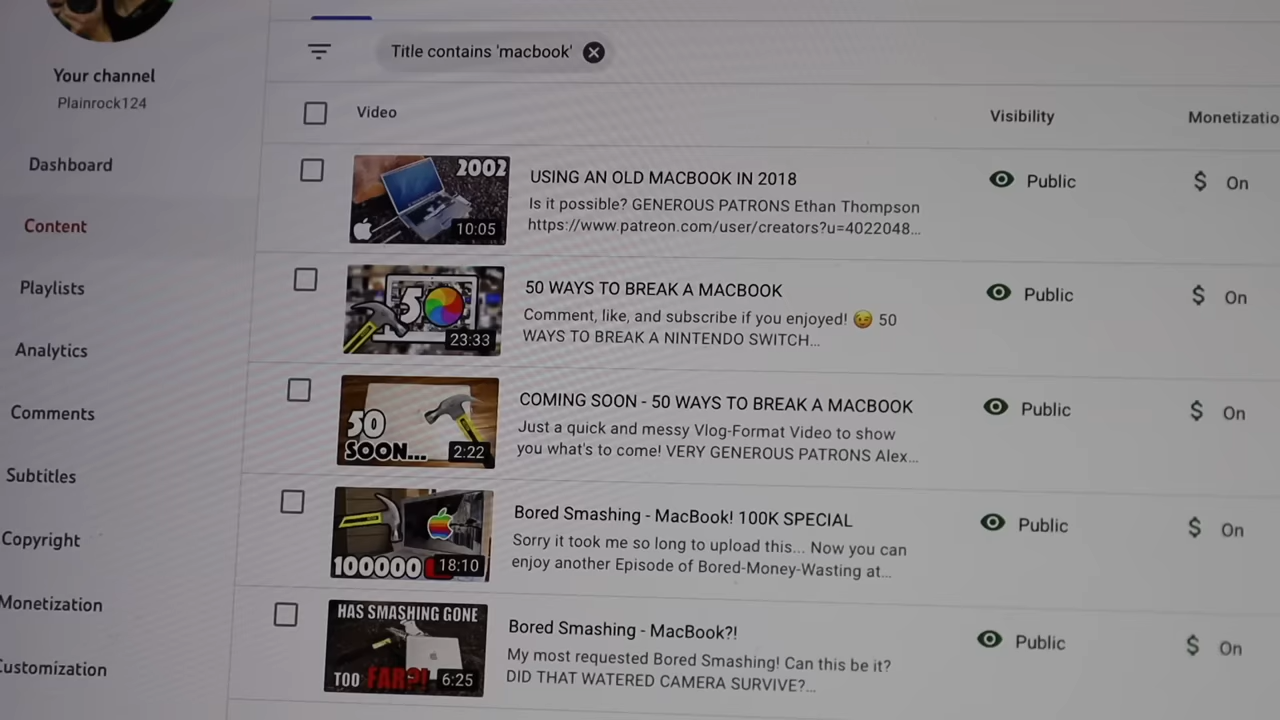 Title contains 'macbook'
Your channel
Plainrock124
Dashboard
Content
Playlists
Analytics
Comments
Subtitles
Copyright
Monetization
Customization
Video
Visibility
Monetizatio
2002
10:05
USING AN OLD MACBOOK IN 2018
Is it possible? GENEROUS PATRONS Ethan Thompson
https://www.patreon.com/user/creators?u=4022048...
Public
On
50
23:33
50 WAYS TO BREAK A MACBOOK
Comment, like, and subscribe if you enjoyed! 😉 50
WAYS TO BREAK A NINTENDO SWITCH...
Public
On
50
SOON...
2:22
COMING SOON - 50 WAYS TO BREAK A MACBOOK
Just a quick and messy Vlog-Format Video to show
you what's to come! VERY GENEROUS PATRONS Alex...
Public
On
100000
18:10
Bored Smashing - MacBook! 100K SPECIAL
Sorry it took me so long to upload this... Now you can
enjoy another Episode of Bored-Money-Wasting at...
Public
On
HAS SMASHING GONE
TOO FAR?!
6:25
Bored Smashing - MacBook?!
My most requested Bored Smashing! Can this be it?
DID THAT WATERED CAMERA SURVIVE?...
Public
On